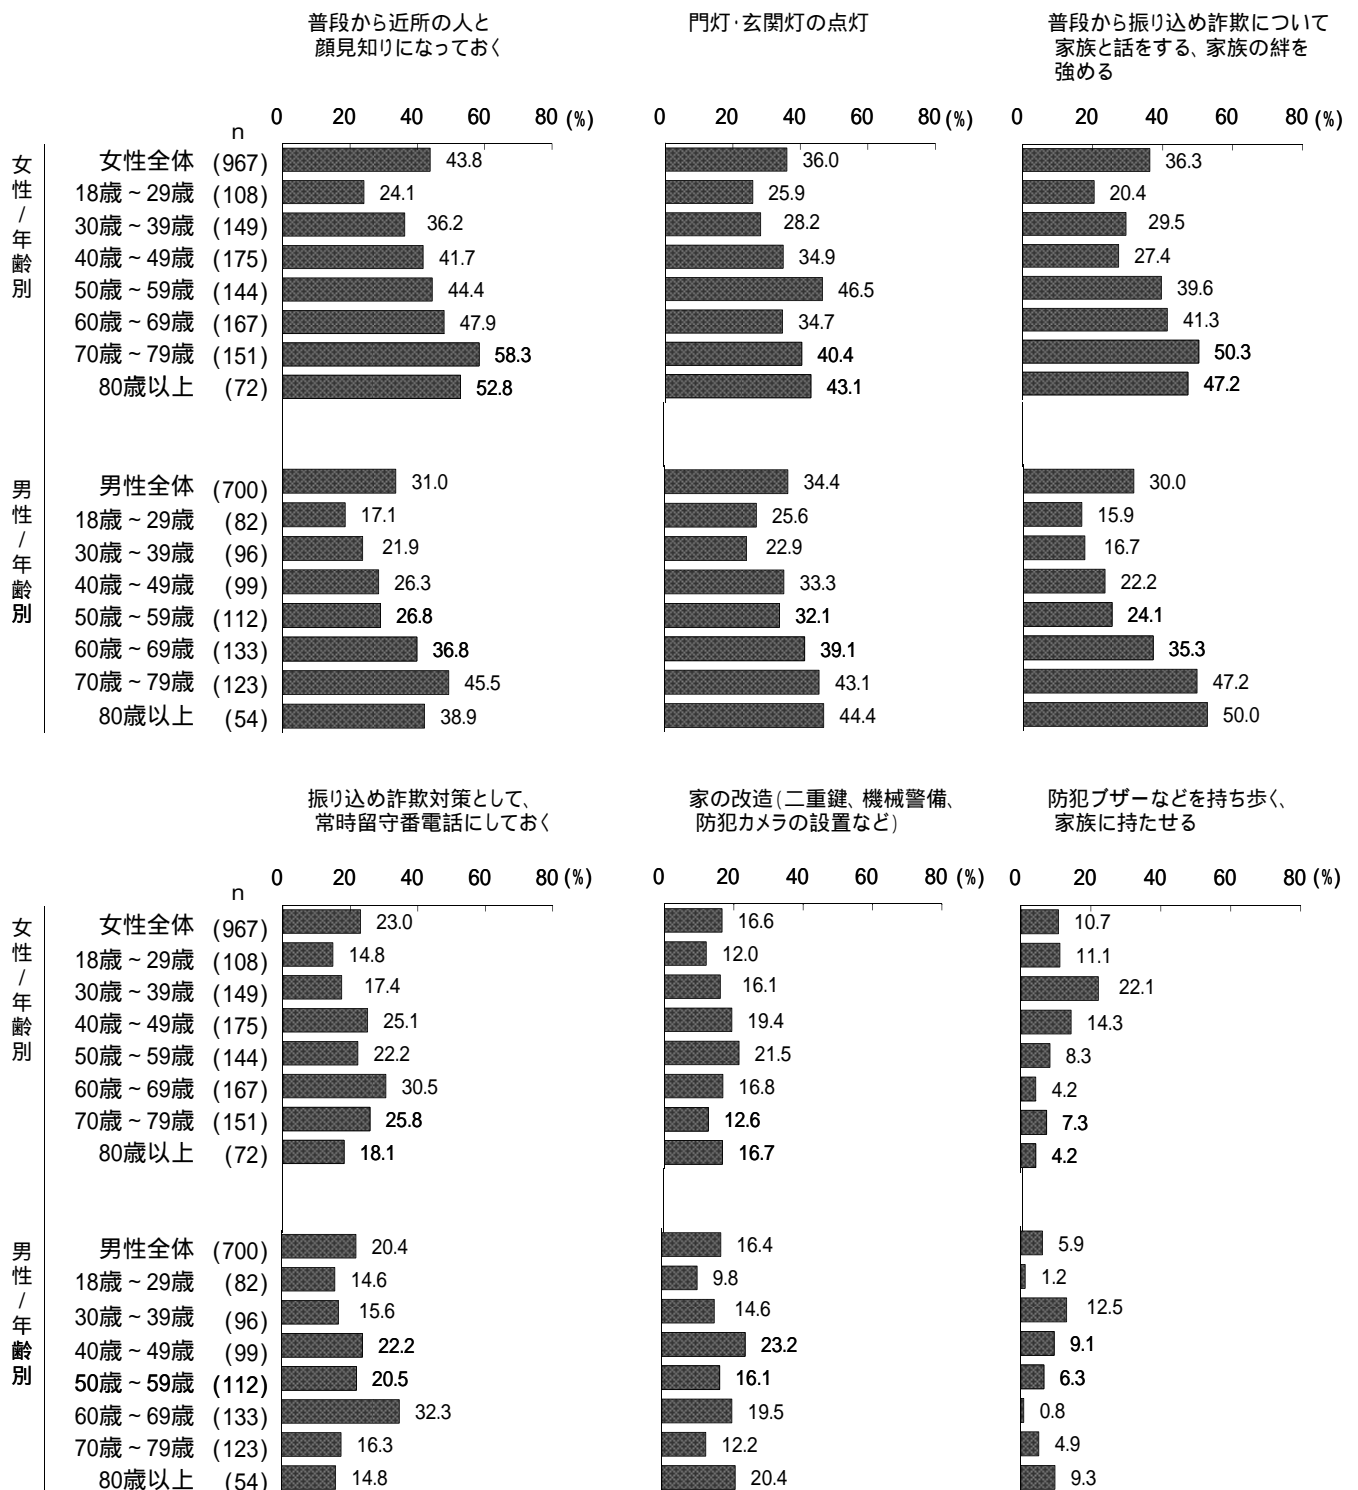 普段から近所の人と
顔見知りになっておく
門灯・玄関灯の点灯
普段から振り込め詐欺について
家族と話をする、家族の絆を
強める
n 0 20 40 60 80 (%) 0 20 40 60 80 (%) 0 20 40 60 80 (%)
女性/年齢別
女性全体 (967) 43.8 36.0 36.3
18歳~29歳 (108) 24.1 25.9 20.4
30歳~39歳 (149) 36.2 28.2 29.5
40歳~49歳 (175) 41.7 34.9 27.4
50歳~59歳 (144) 44.4 46.5 39.6
60歳~69歳 (167) 47.9 34.7 41.3
70歳~79歳 (151) 58.3 40.4 50.3
80歳以上 (72) 52.8 43.1 47.2
男性/年齢別
男性全体 (700) 31.0 34.4 30.0
18歳~29歳 (82) 17.1 25.6 15.9
30歳~39歳 (96) 21.9 22.9 16.7
40歳~49歳 (99) 26.3 33.3 22.2
50歳~59歳 (112) 26.8 32.1 24.1
60歳~69歳 (133) 36.8 39.1 35.3
70歳~79歳 (123) 45.5 43.1 47.2
80歳以上 (54) 38.9 44.4 50.0
振り込め詐欺対策として、
常時留守番電話にしておく
家の改造(二重鍵、機械警備、
防犯カメラの設置など)
防犯ブザーなどを持ち歩く、
家族に持たせる
n 0 20 40 60 80 (%) 0 20 40 60 80 (%) 0 20 40 60 80 (%)
女性/年齢別
女性全体 (967) 23.0 16.6 10.7
18歳~29歳 (108) 14.8 12.0 11.1
30歳~39歳 (149) 17.4 16.1 22.1
40歳~49歳 (175) 25.1 19.4 14.3
50歳~59歳 (144) 22.2 21.5 8.3
60歳~69歳 (167) 30.5 16.8 4.2
70歳~79歳 (151) 25.8 12.6 7.3
80歳以上 (72) 18.1 16.7 4.2
男性/年齢別
男性全体 (700) 20.4 16.4 5.9
18歳~29歳 (82) 14.6 9.8 1.2
30歳~39歳 (96) 15.6 14.6 12.5
40歳~49歳 (99) 22.2 23.2 9.1
50歳~59歳 (112) 20.5 16.1 6.3
60歳~69歳 (133) 32.3 19.5 0.8
70歳~79歳 (123) 16.3 12.2 4.9
80歳以上 (54) 14.8 20.4 9.3